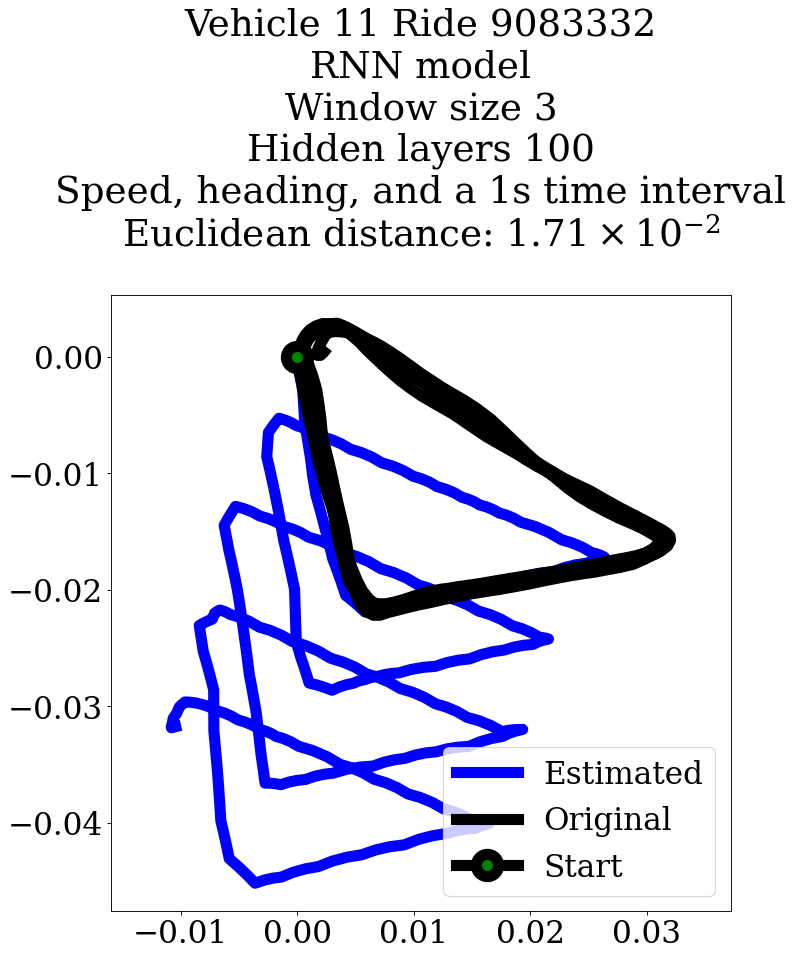 Vehicle 11 Ride 9083332
RNN model
Window size 3
Hidden layers 100
Speed, heading, and a 1s time interval
Euclidean distance: 1.71 × 10⁻²
0.00
−0.01
−0.02
−0.03
−0.04
Estimated
Original
Start
−0.01 0.00 0.01 0.02 0.03